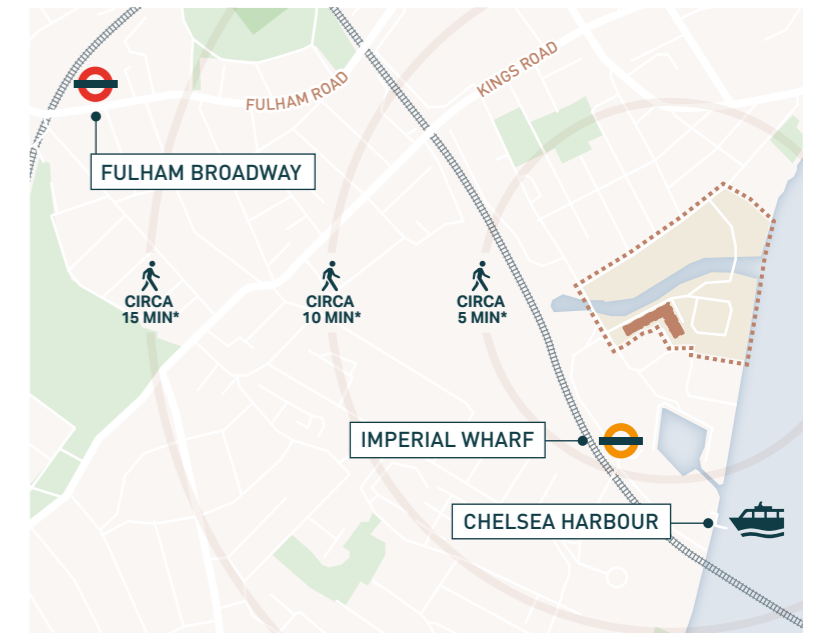 KINGS ROAD
FULHAM ROAD
FULHAM BROADWAY
CIRCA
15 MIN*
CIRCA
10 MIN*
CIRCA
5 MIN*
IMPERIAL WHARF
CHELSEA HARBOUR